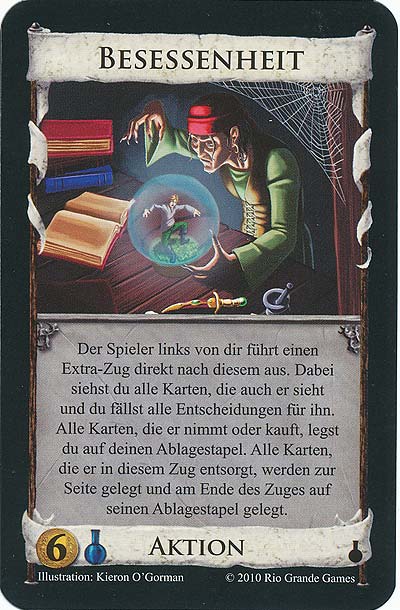 BESESSENHEIT
Der Spieler links von dir führt einen
Extra-Zug direkt nach diesem aus. Dabei
siehst du alle Karten, die auch er sieht
und du fällst alle Entscheidungen für ihn.
Alle Karten, die er nimmt oder kauft, legst
du auf deinen Ablagestapel. Alle Karten,
die er in diesem Zug entsorgt, werden zur
Seite gelegt und am Ende des Zuges auf
seinen Ablagestapel gelegt.
6 AKTION
Illustration: Kieron O'Gorman © 2010 Rio Grande Games